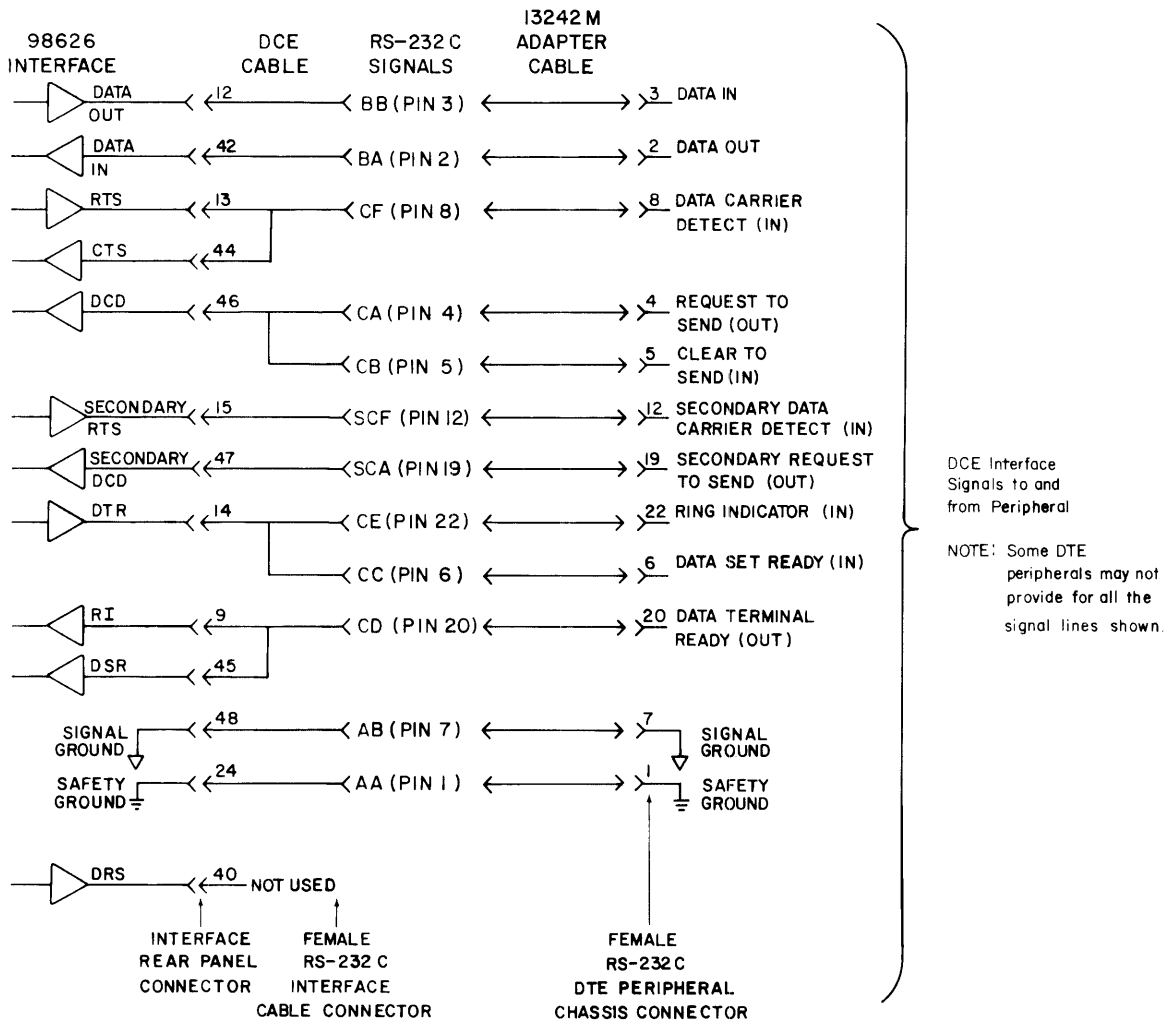 98626
INTERFACE
DCE
CABLE
RS-232C
SIGNALS
13242M
ADAPTER
CABLE
DATA
OUT
12
BB (PIN 3)
3 DATA IN
DATA
IN
42
BA (PIN 2)
2 DATA OUT
RTS
13
CF (PIN 8)
8 DATA CARRIER
DETECT (IN)
CTS
44
DCD
46
CA (PIN 4)
4 REQUEST TO
SEND (OUT)
CB (PIN 5)
5 CLEAR TO
SEND (IN)
SECONDARY
RTS
15
SCF (PIN 12)
12 SECONDARY DATA
CARRIER DETECT (IN)
SECONDARY
DCD
47
SCA (PIN 19)
19 SECONDARY REQUEST
TO SEND (OUT)
DTR
14
CE (PIN 22)
22 RING INDICATOR (IN)
CC (PIN 6)
6 DATA SET READY (IN)
RI
9
CD (PIN 20)
20 DATA TERMINAL
READY (OUT)
DSR
45
SIGNAL
GROUND
48
AB (PIN 7)
7
SIGNAL
GROUND
SAFETY
GROUND
24
AA (PIN 1)
1
SAFETY
GROUND
DRS
40
NOT USED
INTERFACE
REAR PANEL
CONNECTOR
FEMALE
RS-232C
INTERFACE
CABLE CONNECTOR
FEMALE
RS-232C
DTE PERIPHERAL
CHASSIS CONNECTOR
DCE Interface
Signals to and
from Peripheral
NOTE: Some DTE
peripherals may not
provide for all the
signal lines shown.